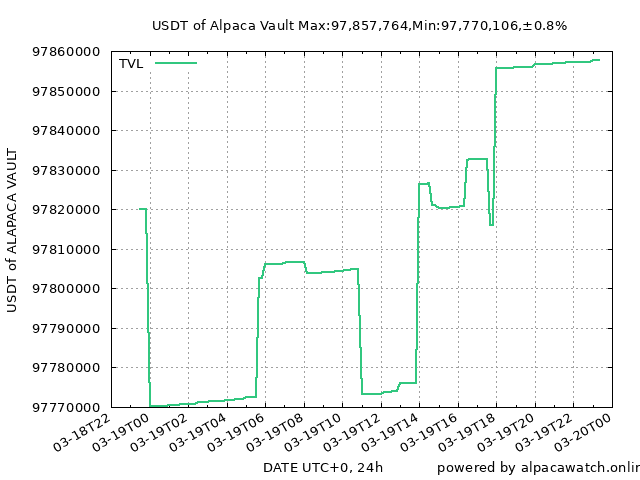 USDT of Alpaca Vault Max:97,857,764,Min:97,770,106,±0.8%
97860000
97850000
97840000
97830000
97820000
97810000
97800000
97790000
97780000
97770000
TVL
USDT of ALAPACA VAULT
03-18T22
03-19T00
03-19T02
03-19T04
03-19T06
03-19T08
03-19T10
03-19T12
03-19T14
03-19T16
03-19T18
03-19T20
03-19T22
03-20T00
DATE UTC+0, 24h
powered by alpacawatch.onlin